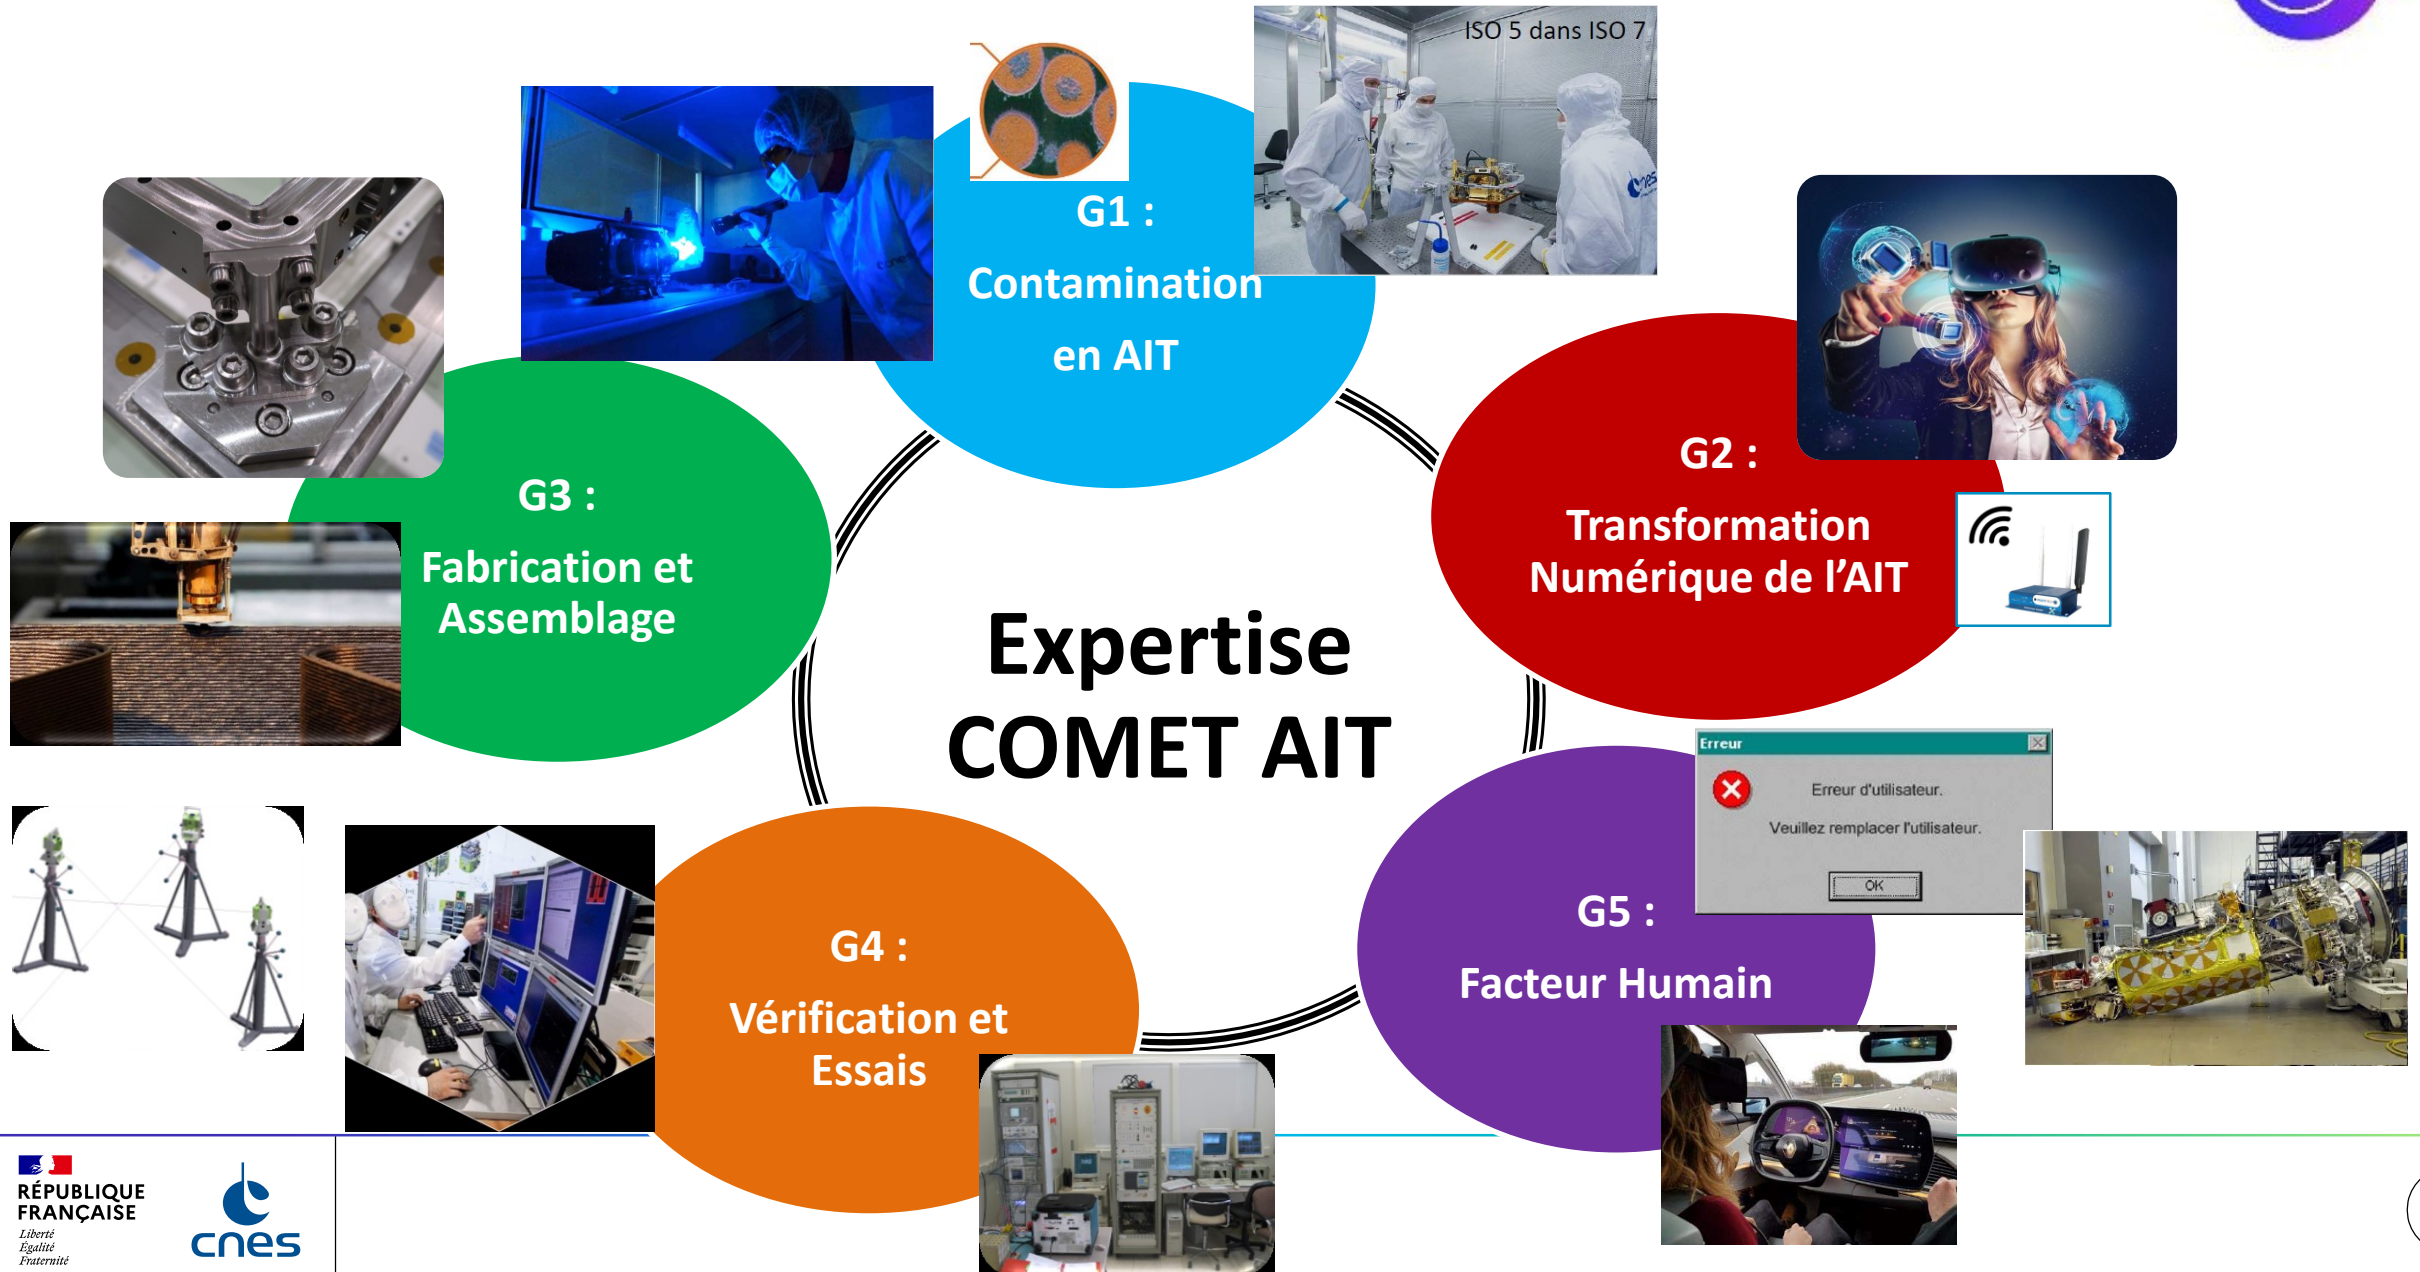 ISO 5 dans ISO 7
G1 :
Contamination
en AIT
G2 :
Transformation
Numérique de l’AIT
G3 :
Fabrication et
Assemblage
Expertise
COMET AIT
G4 :
Vérification et
Essais
G5 :
Facteur Humain
Erreur
Erreur d'utilisateur.
Veuillez remplacer l'utilisateur.
OK
cnes
RÉPUBLIQUE
FRANÇAISE
Liberté
Égalité
Fraternité
cnes